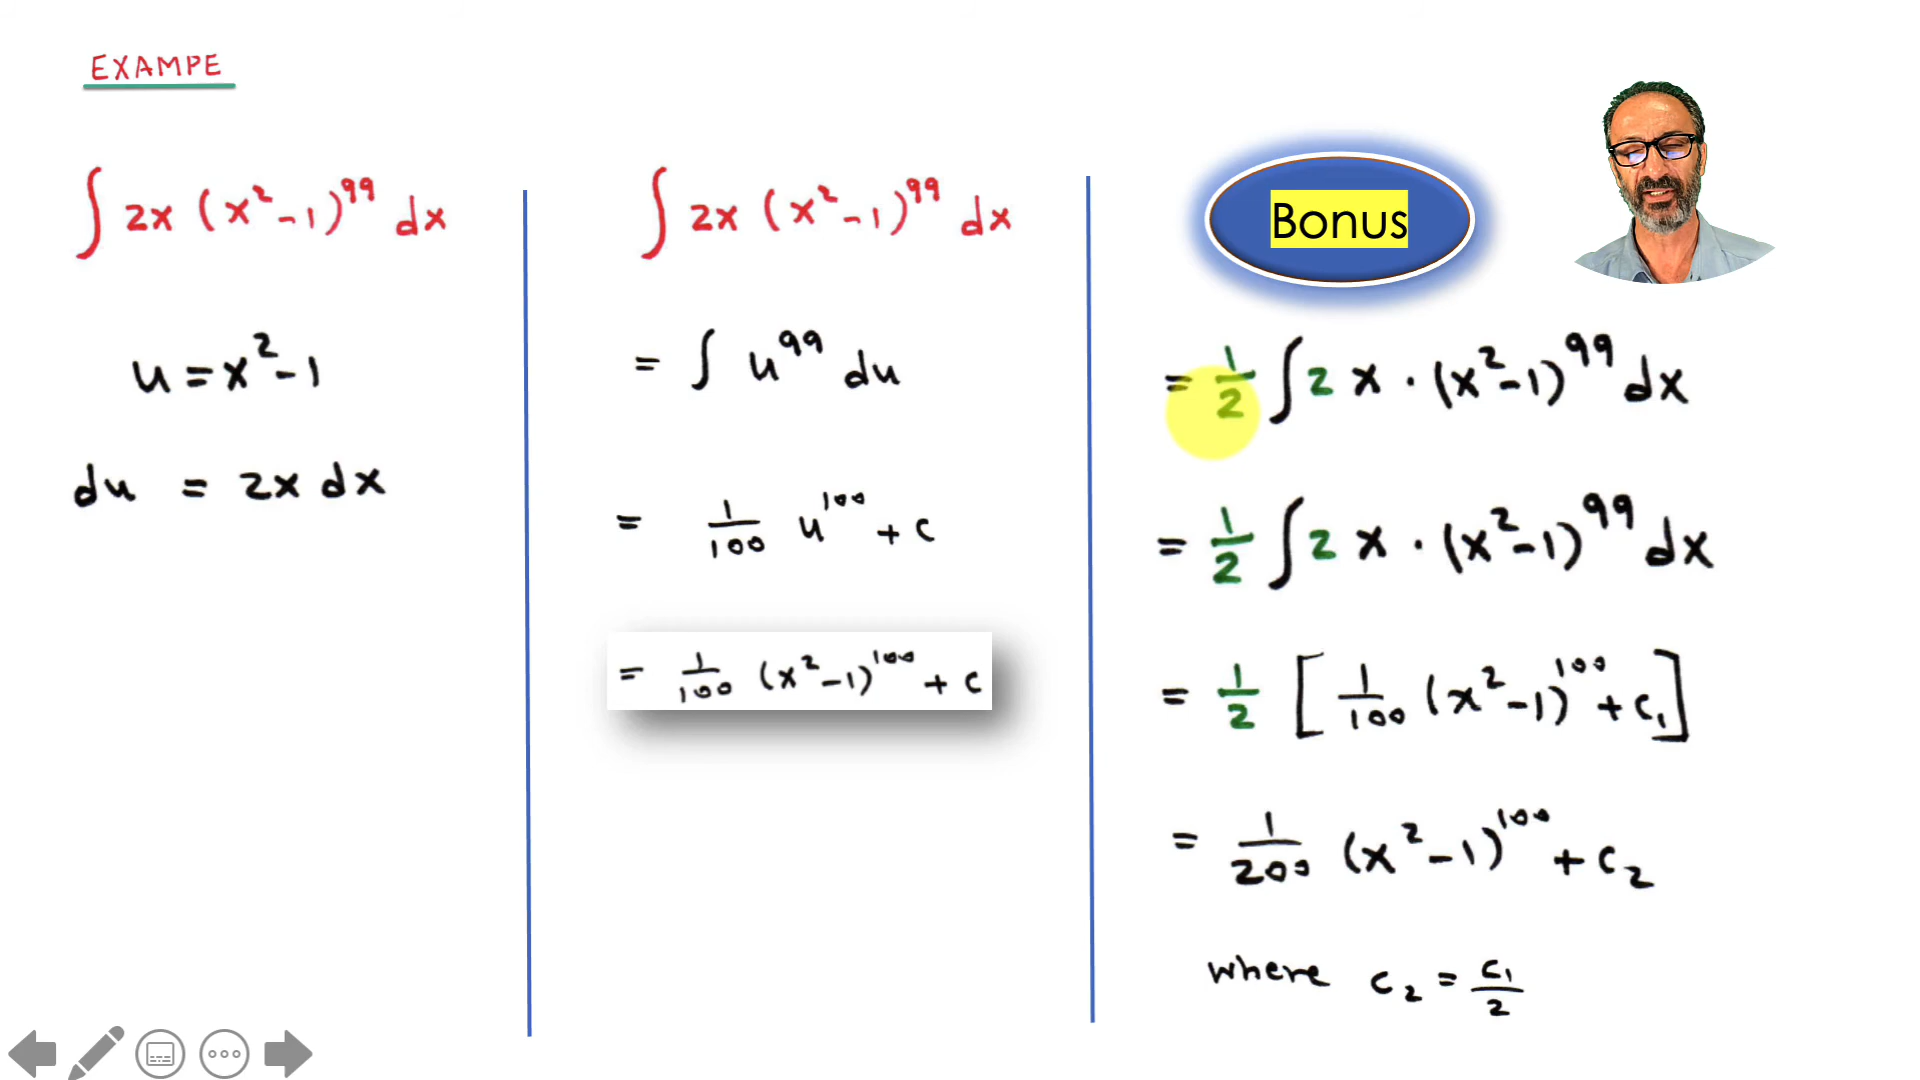 EXAMPE
∫ 2x (x²-1)⁹⁹ dx
u = x²-1
du = 2x dx
∫ 2x (x²-1)⁹⁹ dx
= ∫ u⁹⁹ du
= 1/100 u¹⁰⁰ + c
= 1/100 (x²-1)¹⁰⁰ + c
Bonus
= 1/2 ∫ 2 x · (x²-1)⁹⁹ dx
= 1/2 ∫ 2 x · (x²-1)⁹⁹ dx
= 1/2 [ 1/100 (x²-1)¹⁰⁰ + c₁ ]
= 1/200 (x²-1)¹⁰⁰ + c₂
where c₂ = c₁/2